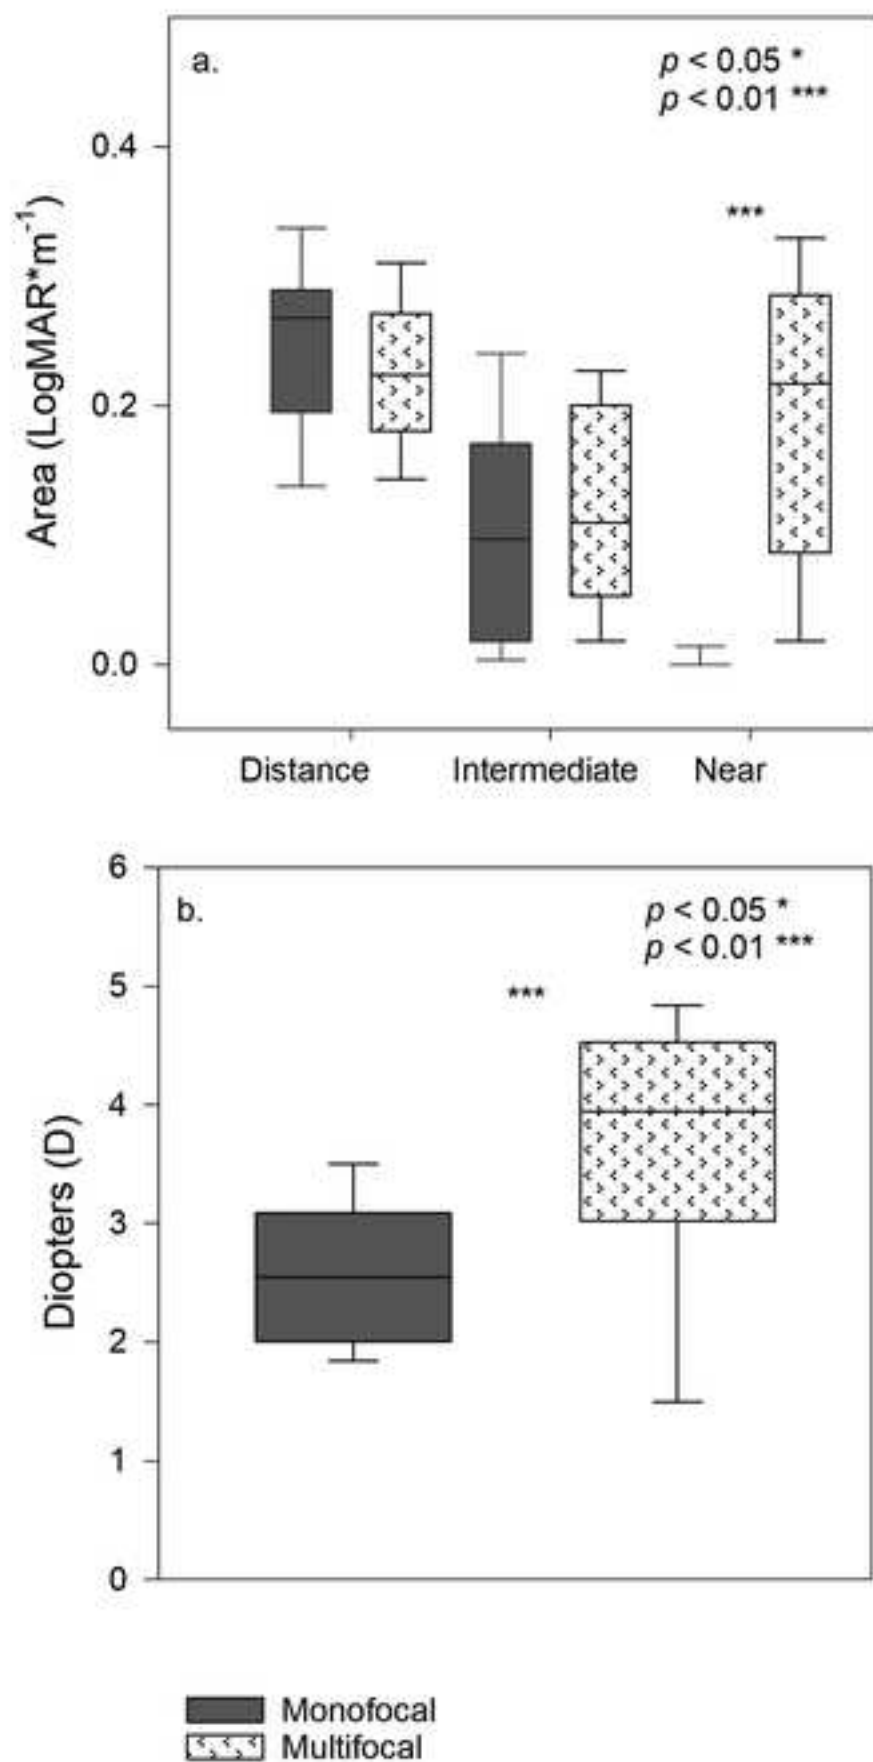 a.
p < 0.05 *
p < 0.01 ***
0.4
***
Area (LogMAR*m-1)
0.2
0.0
Distance Intermediate Near
6
b.
p < 0.05 *
p < 0.01 ***
5
***
4
Diopters (D)
3
2
1
0
Monofocal
Multifocal